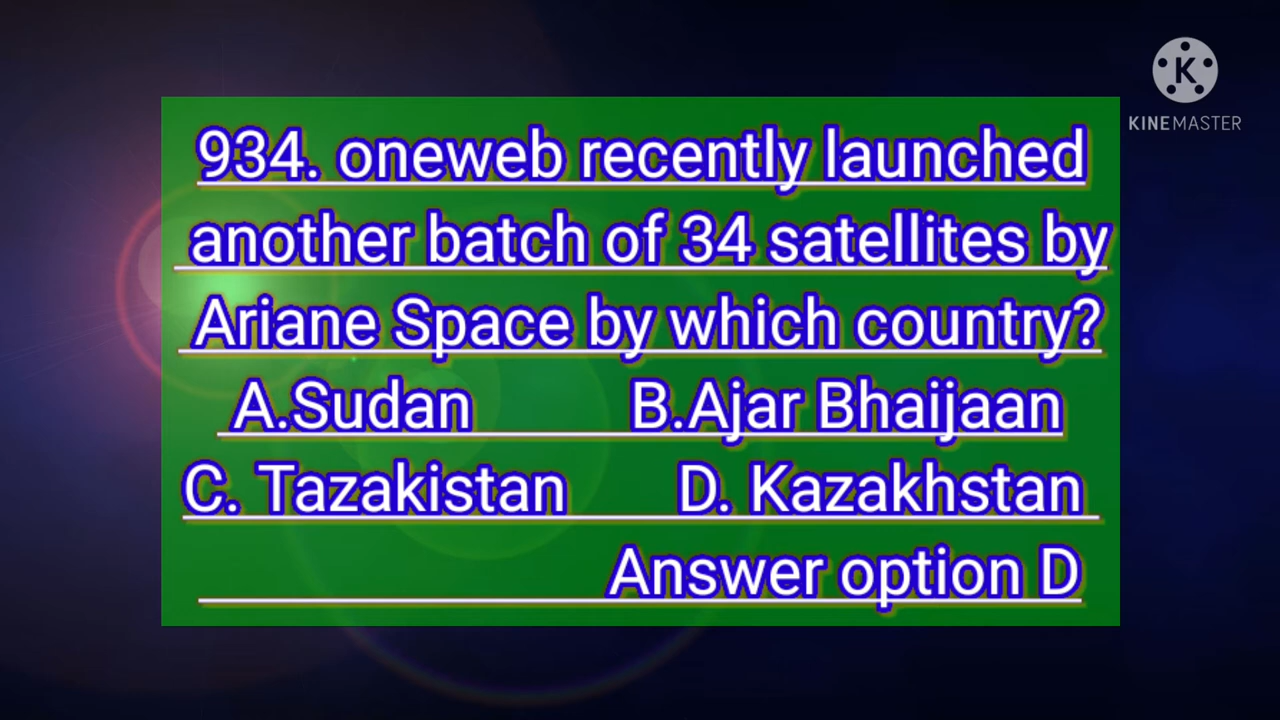 934. oneweb recently launched
another batch of 34 satellites by
Ariane Space by which country?
A.Sudan B.Ajar Bhaijaan
C. Tazakistan D. Kazakhstan
Answer option D
K
KINEMASTER